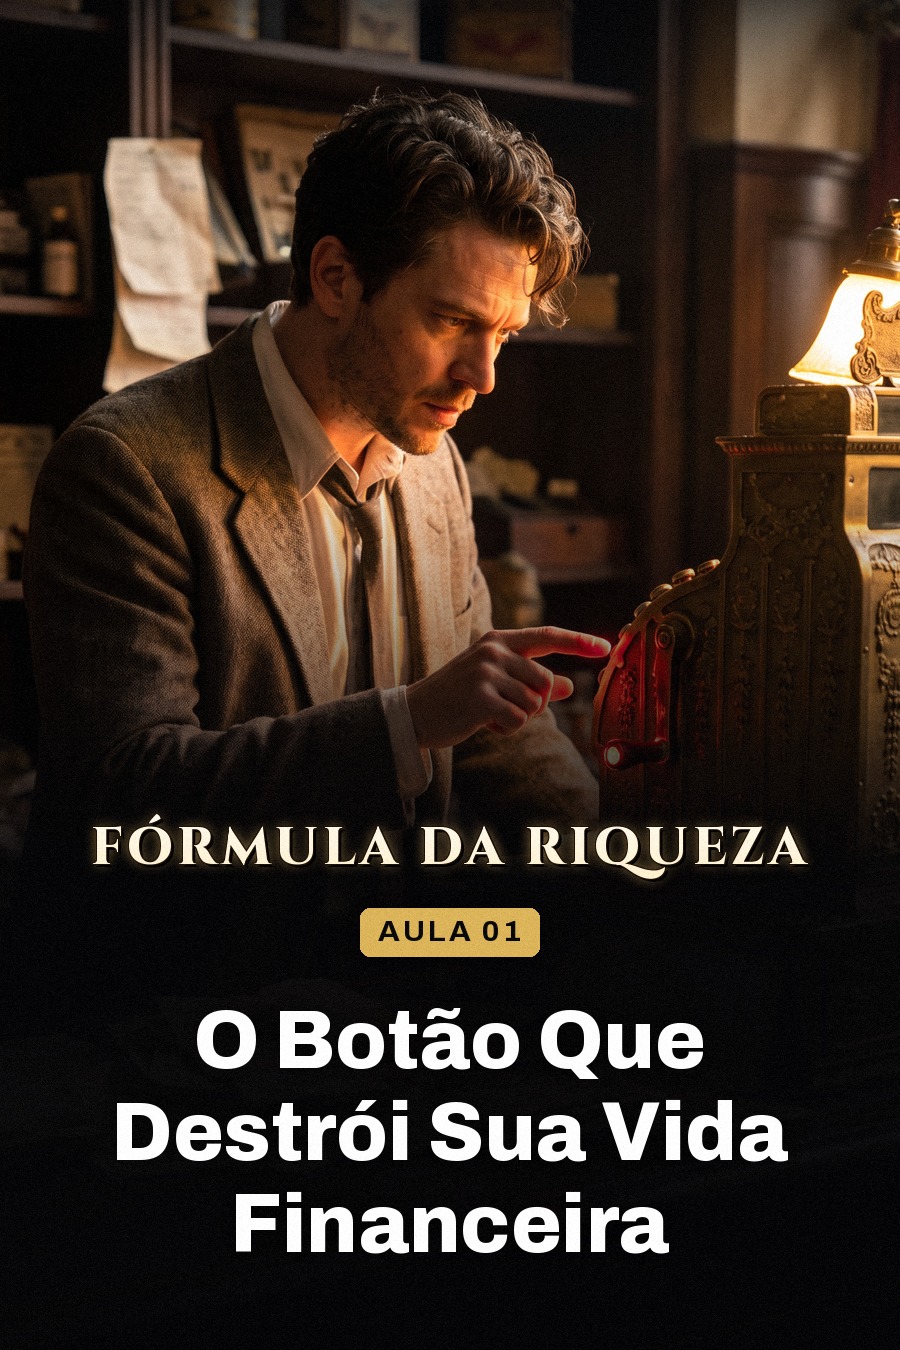 FÓRMULA DA RIQUEZA
AULA 01
O Botão Que
Destrói Sua Vida
Financeira